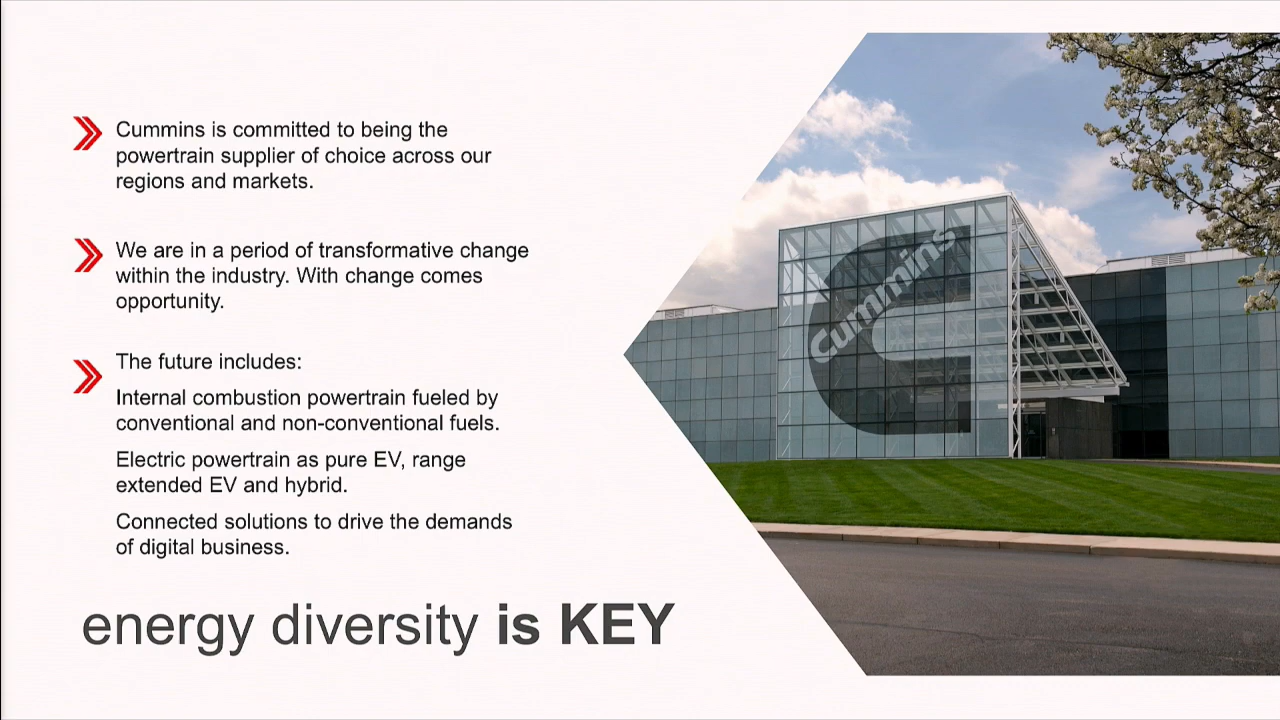 Cummins is committed to being the
powertrain supplier of choice across our
regions and markets.
We are in a period of transformative change
within the industry. With change comes
opportunity.
The future includes:
Internal combustion powertrain fueled by
conventional and non-conventional fuels.
Electric powertrain as pure EV, range
extended EV and hybrid.
Connected solutions to drive the demands
of digital business.
energy diversity is KEY
Cummins